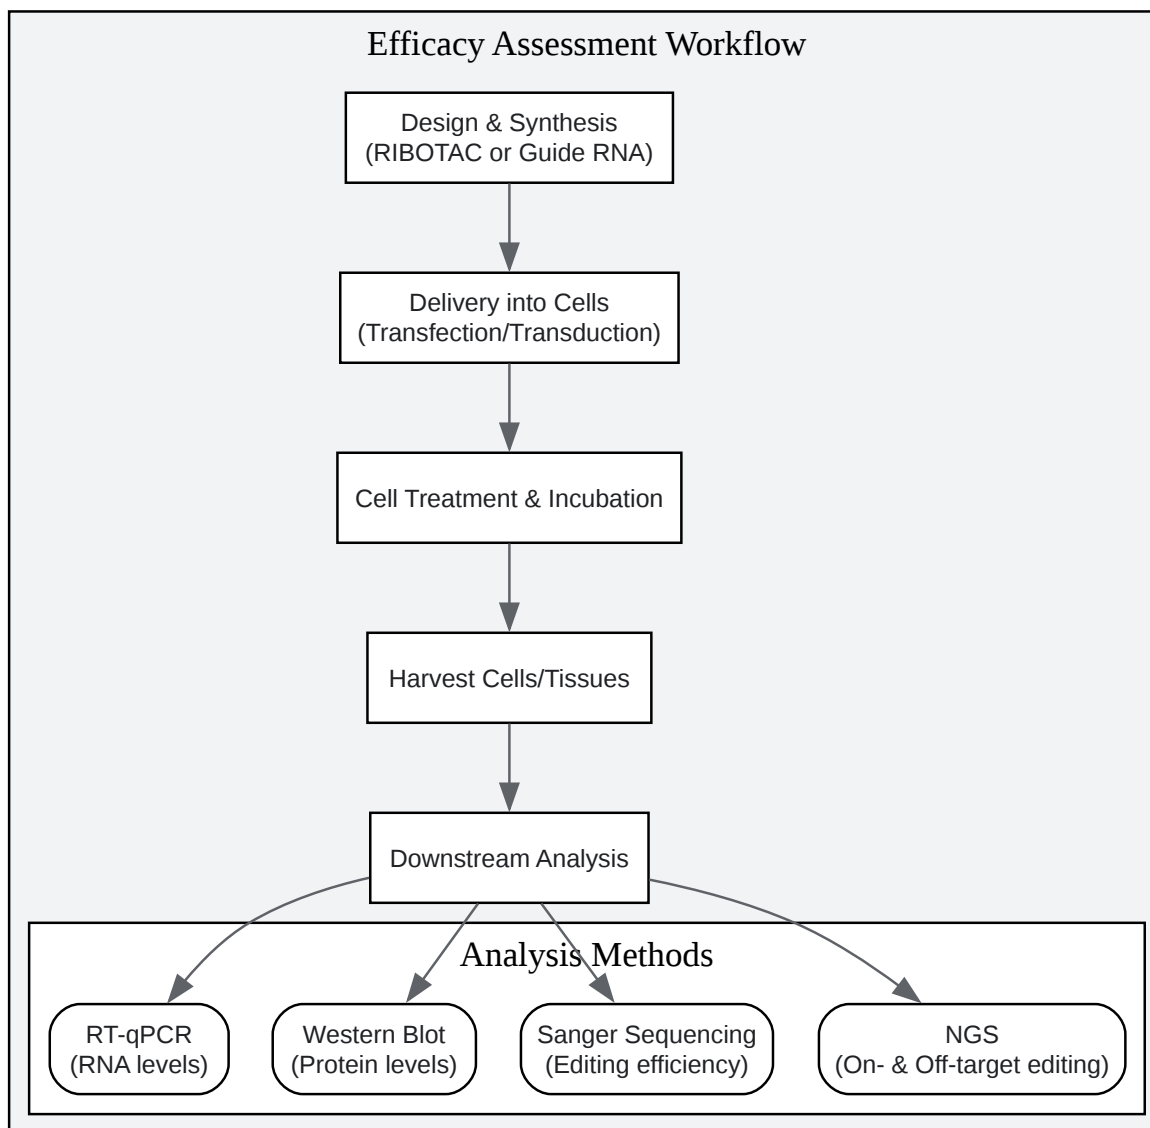 Efficacy Assessment Workflow
Design & Synthesis
(RIBOTAC or Guide RNA)
Delivery into Cells
(Transfection/Transduction)
Cell Treatment & Incubation
Harvest Cells/Tissues
Downstream Analysis
Analysis Methods
RT-qPCR
(RNA levels)
Western Blot
(Protein levels)
Sanger Sequencing
(Editing efficiency)
NGS
(On- & Off-target editing)